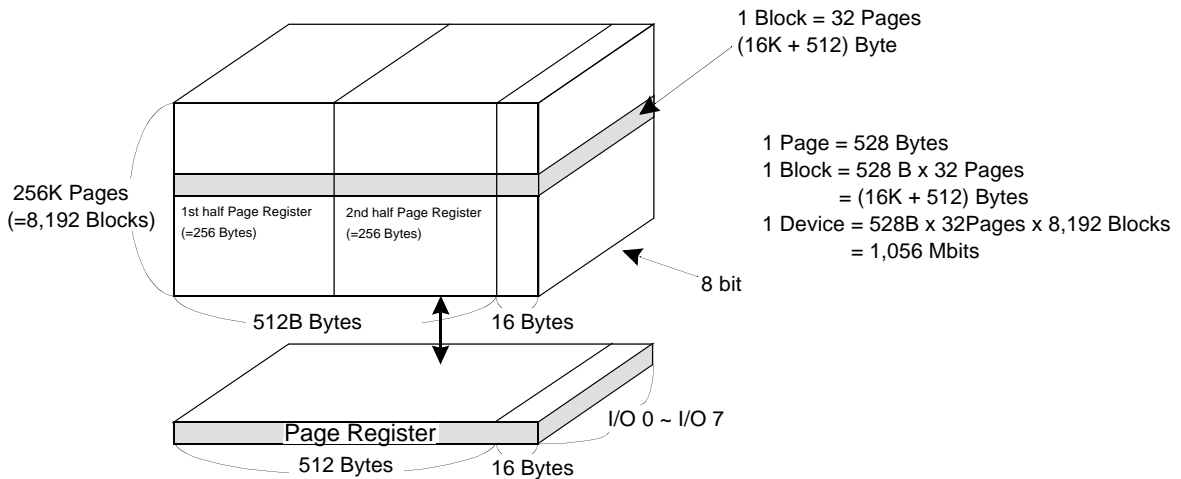 1 Block = 32 Pages
(16K + 512) Byte
1 Page = 528 Bytes
1 Block = 528 B x 32 Pages
= (16K + 512) Bytes
1 Device = 528B x 32Pages x 8,192 Blocks
= 1,056 Mbits
256K Pages
(=8,192 Blocks)
1st half Page Register
(=256 Bytes)
2nd half Page Register
(=256 Bytes)
8 bit
512B Bytes
16 Bytes
I/O 0 ~ I/O 7
Page Register
512 Bytes
16 Bytes